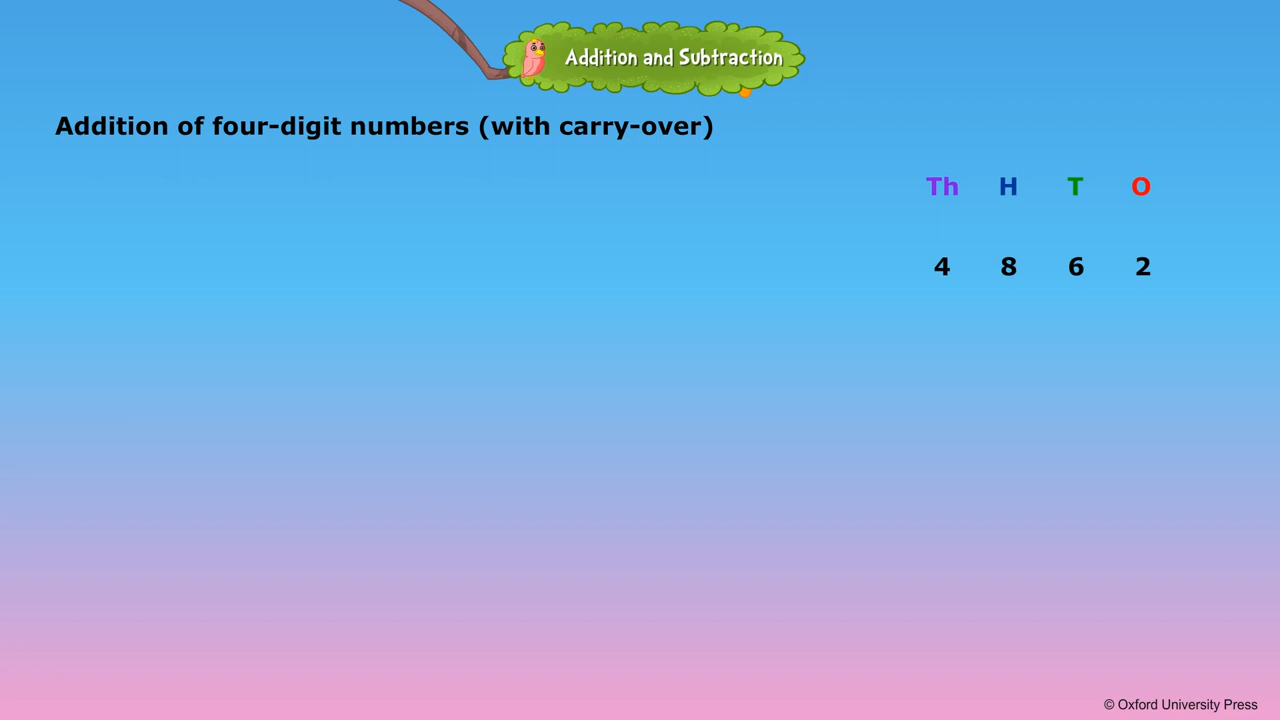 Addition and Subtraction
Addition of four-digit numbers (with carry-over)
Th H T O
4 8 6 2
© Oxford University Press